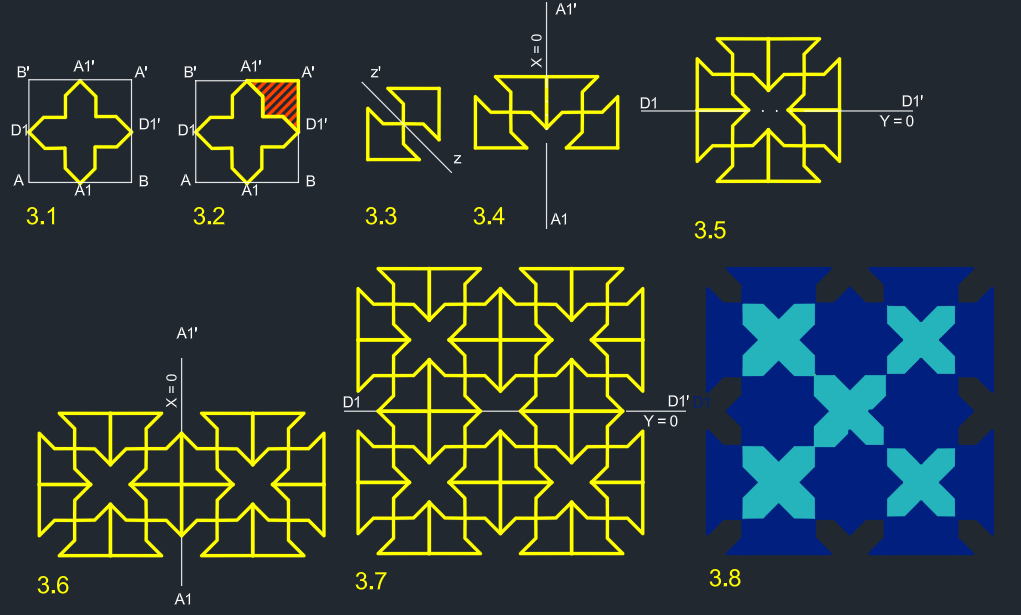 A1'
X = 0
B'
A1'
A'
D1
D1'
A
A1
B
3.1
B'
A1'
A'
D1
D1'
A
A1
B
3.2
z'
z
3.3
A1
3.4
D1
D1'
Y = 0
3.5
A1'
X = 0
A1
3.6
D1
D1'
Y = 0
3.7
D1
3.8